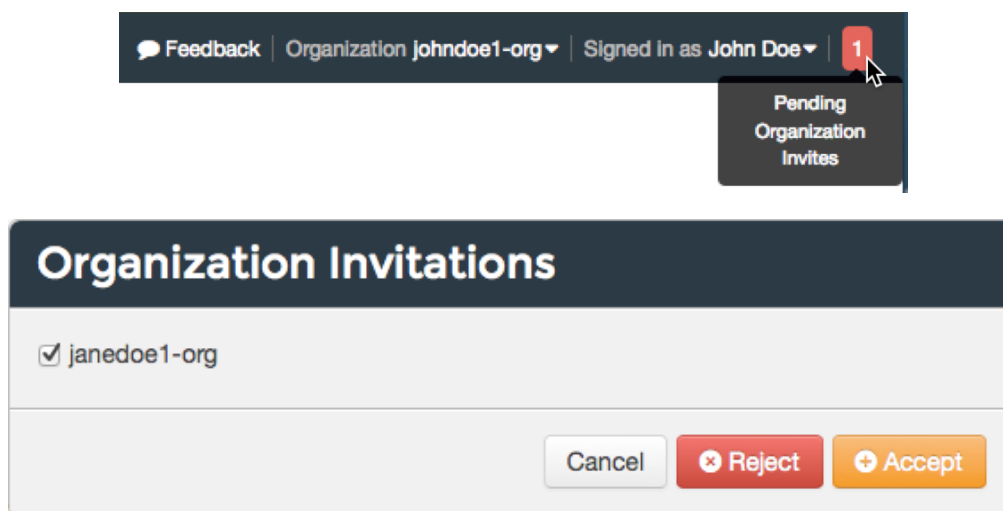 Feedback Organization johndoe1-org Signed in as John Doe 1
Pending
Organization
Invites
Organization Invitations
janedoe1-org
Cancel Reject Accept